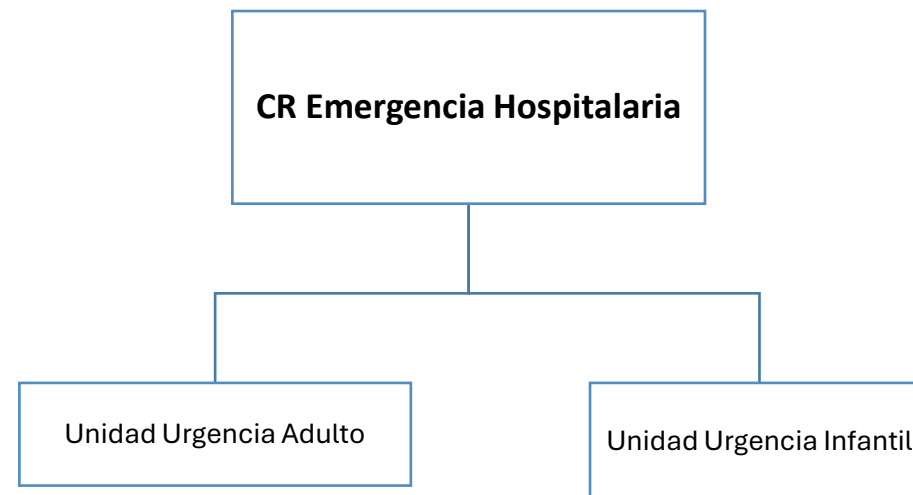 CR Emergencia Hospitalaria
Unidad Urgencia Adulto
Unidad Urgencia Infantil